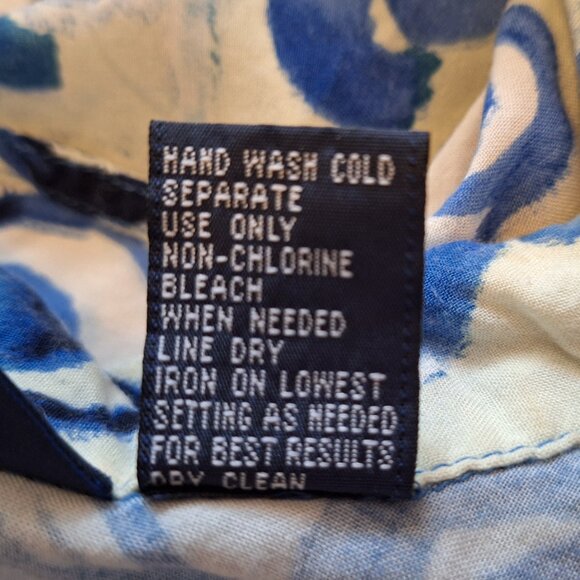 HAND WASH COLD
SEPARATE
USE ONLY
NON-CHLORINE
BLEACH
WHEN NEEDED
LINE DRY
IRON ON LOWEST
SETTING AS NEEDED
FOR BEST RESULTS
DRY CLEAN